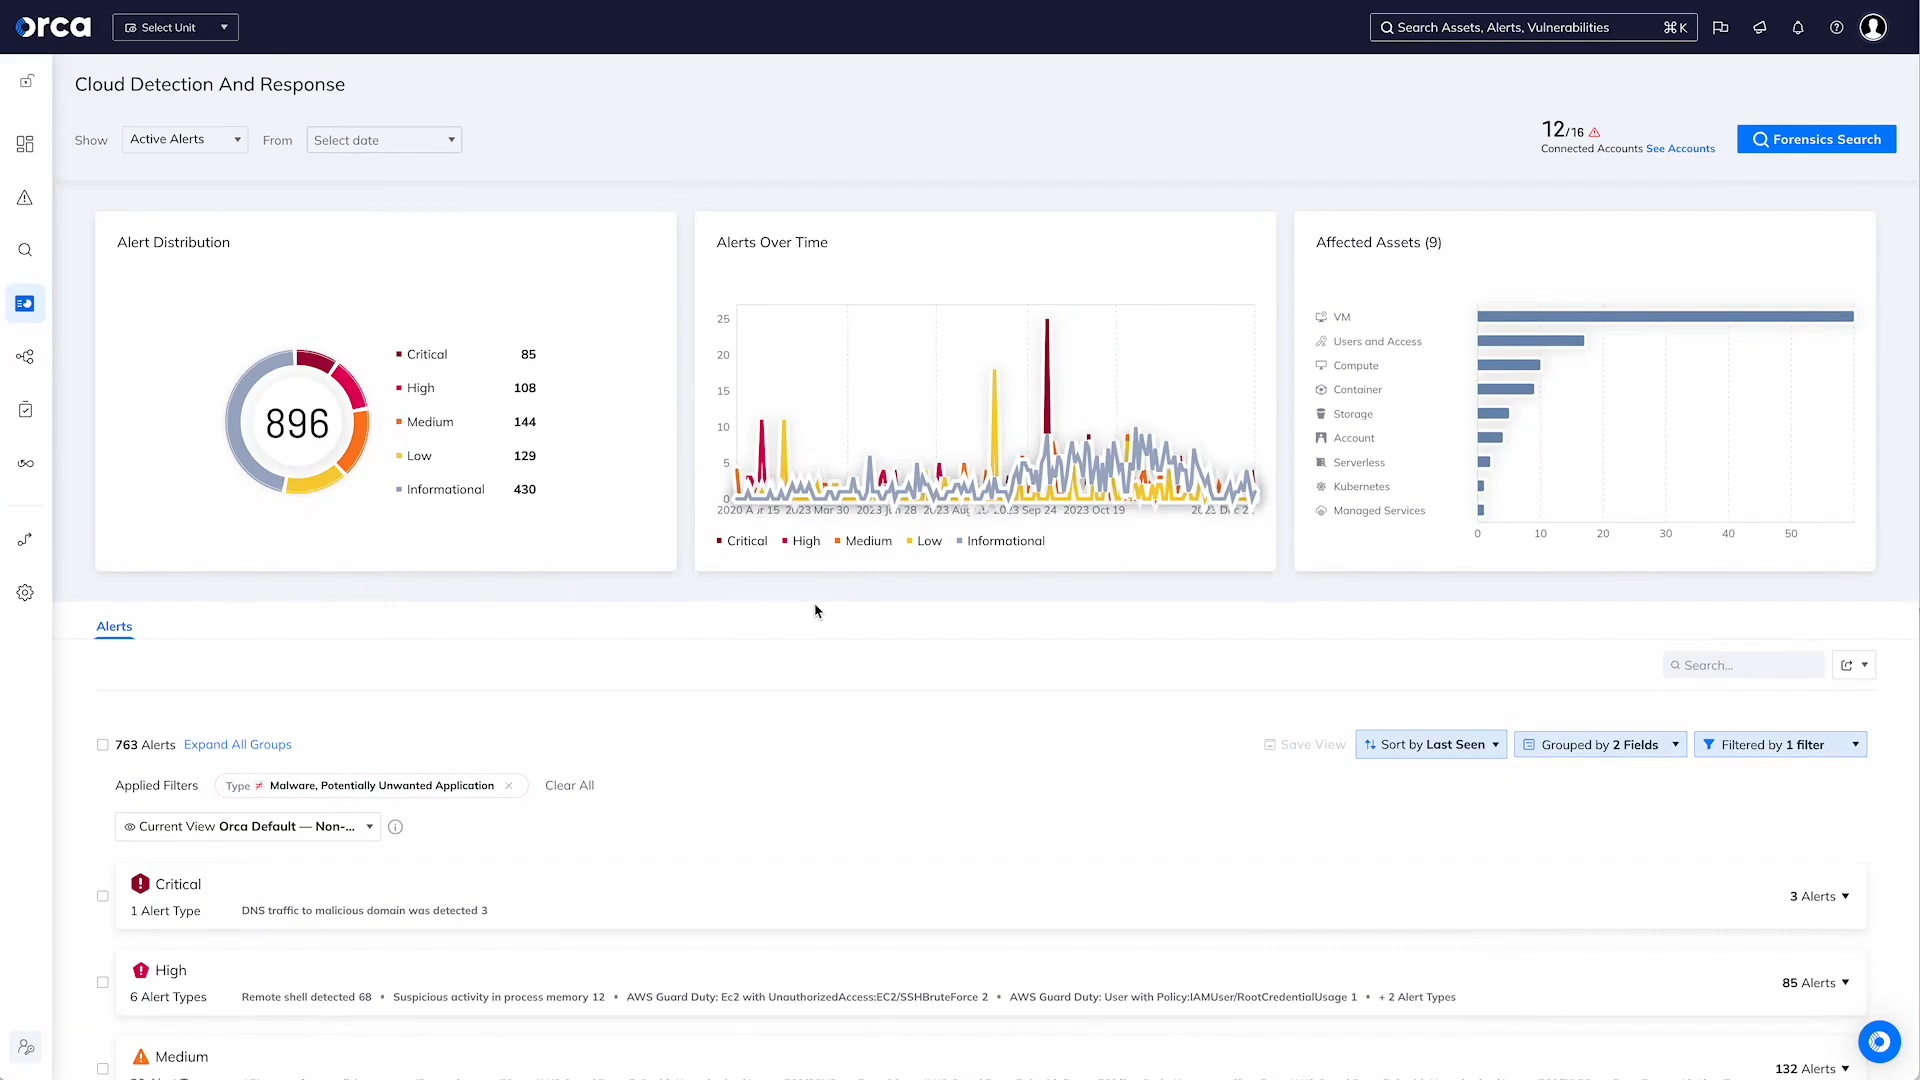 orca
Select Unit
Search Assets, Alerts, Vulnerabilities ⌘K
Cloud Detection And Response
Show Active Alerts From Select date
12/16
Connected Accounts See Accounts
Forensics Search
Alert Distribution
896
Critical 85
High 108
Medium 144
Low 129
Informational 430
Alerts Over Time
25
20
15
10
5
0
2020 Apr 15 2023 Mar 30 2023 Jun 28 2023 Sep 24 2023 Oct 19
Critical High Medium Low Informational
Affected Assets (9)
VM
Users and Access
Compute
Container
Storage
Account
Serverless
Kubernetes
Managed Services
0 10 20 30 40 50
Alerts
Search...
763 Alerts Expand All Groups
Save View
Sort by Last Seen
Grouped by 2 Fields
Filtered by 1 filter
Applied Filters Type ≠ Malware, Potentially Unwanted Application Clear All
Current View Orca Default — Non-...
Critical
1 Alert Type DNS traffic to malicious domain was detected 3
3 Alerts
High
6 Alert Types Remote shell detected 68 • Suspicious activity in process memory 12 • AWS Guard Duty: Ec2 with UnauthorizedAccess:EC2/SSHBruteForce 2 • AWS Guard Duty: User with Policy:IAMUser/RootCredentialUsage 1 • + 2 Alert Types
85 Alerts
Medium
132 Alerts